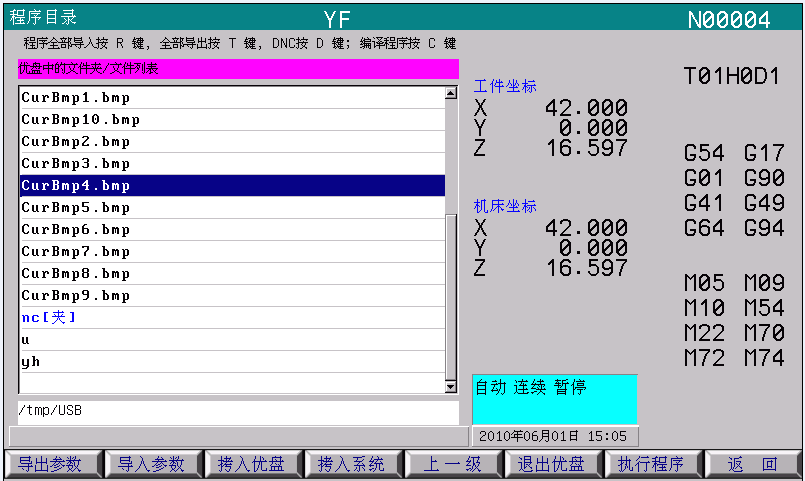 程序目录 YF N00004
程序全部导入按 R 键, 全部导出按 T 键, DNC按 D 键; 编译程序按 C 键
优盘中的文件夹/文件列表
CurBmp1.bmp
CurBmp10.bmp
CurBmp2.bmp
CurBmp3.bmp
CurBmp4.bmp
CurBmp5.bmp
CurBmp6.bmp
CurBmp7.bmp
CurBmp8.bmp
CurBmp9.bmp
nc[夹]
u
yh
/tmp/USB
工件坐标
X 42.000
Y 0.000
Z 16.597
机床坐标
X 42.000
Y 0.000
Z 16.597
自动 连续 暂停
2010年06月01日 15:05
T01H0D1
G54 G17
G01 G90
G41 G49
G64 G94
M05 M09
M10 M54
M22 M70
M72 M74
导出参数 导入参数 拷入优盘 拷入系统 上一级 退出优盘 执行程序 返 回